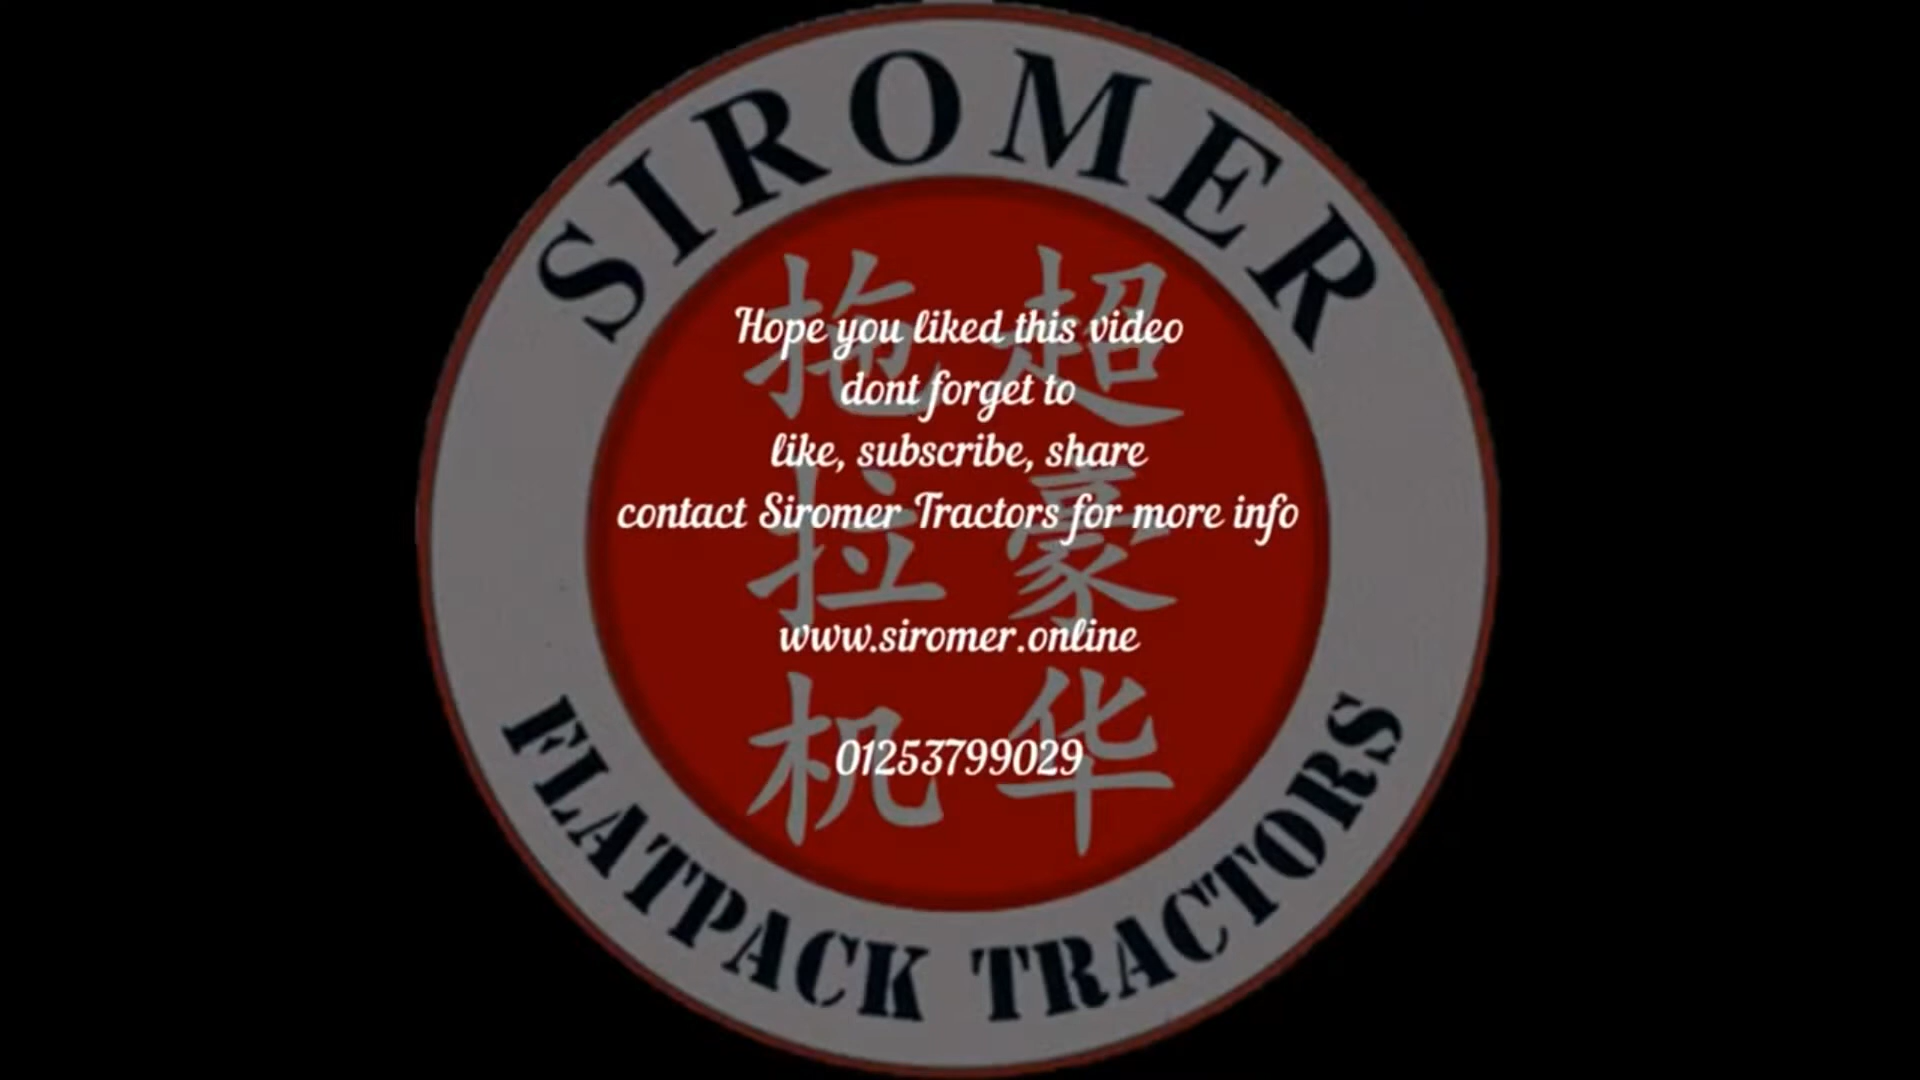 SIROMER
Hope you liked this video
dont forget to
like, subscribe, share
contact Siromer Tractors for more info
www.siromer.online
01253799029
超豪华
拖拉机
FLATPACK TRACTORS